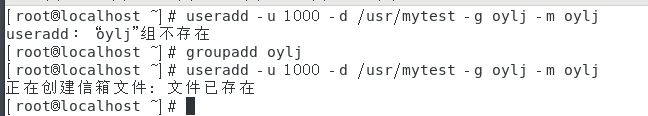 [root@localhost ~]# useradd -u 1000 -d /usr/mytest -g oylj -m oylj
useradd：“oylj”组不存在
[root@localhost ~]# groupadd oylj
[root@localhost ~]# useradd -u 1000 -d /usr/mytest -g oylj -m oylj
正在创建信箱文件: 文件已存在
[root@localhost ~]#